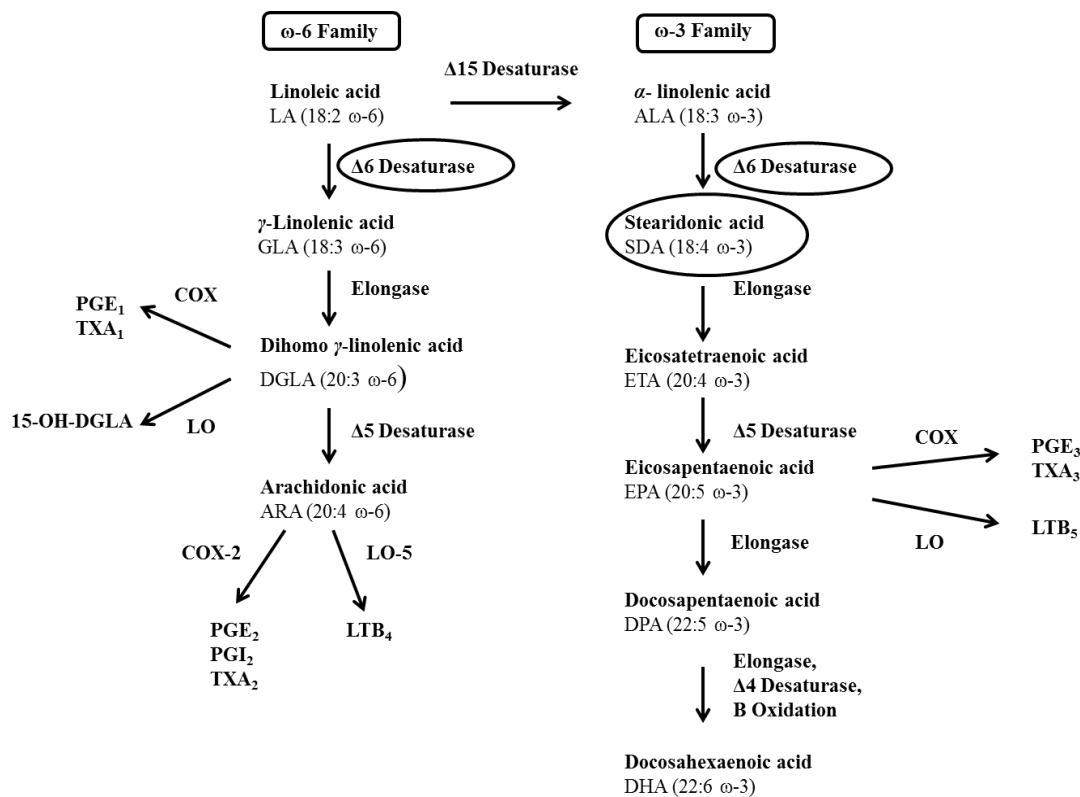 ω-6 Family
ω-3 Family
Δ15 Desaturase
Linoleic acid
LA (18:2 ω-6)
α- linolenic acid
ALA (18:3 ω-3)
Δ6 Desaturase
Δ6 Desaturase
γ-Linolenic acid
GLA (18:3 ω-6)
Stearidonic acid
SDA (18:4 ω-3)
Elongase
Elongase
COX
PGE₁
TXA₁
Dihomo γ-linolenic acid
DGLA (20:3 ω-6)
Eicosatetraenoic acid
ETA (20:4 ω-3)
15-OH-DGLA
LO
Δ5 Desaturase
Δ5 Desaturase
COX
PGE₃
TXA₃
Eicosapentaenoic acid
EPA (20:5 ω-3)
Arachidonic acid
ARA (20:4 ω-6)
LTB₅
LO
Elongase
COX-2
LO-5
Docosapentaenoic acid
DPA (22:5 ω-3)
PGE₂
PGI₂
TXA₂
LTB₄
Elongase,
Δ4 Desaturase,
B Oxidation
Docosahexaenoic acid
DHA (22:6 ω-3)